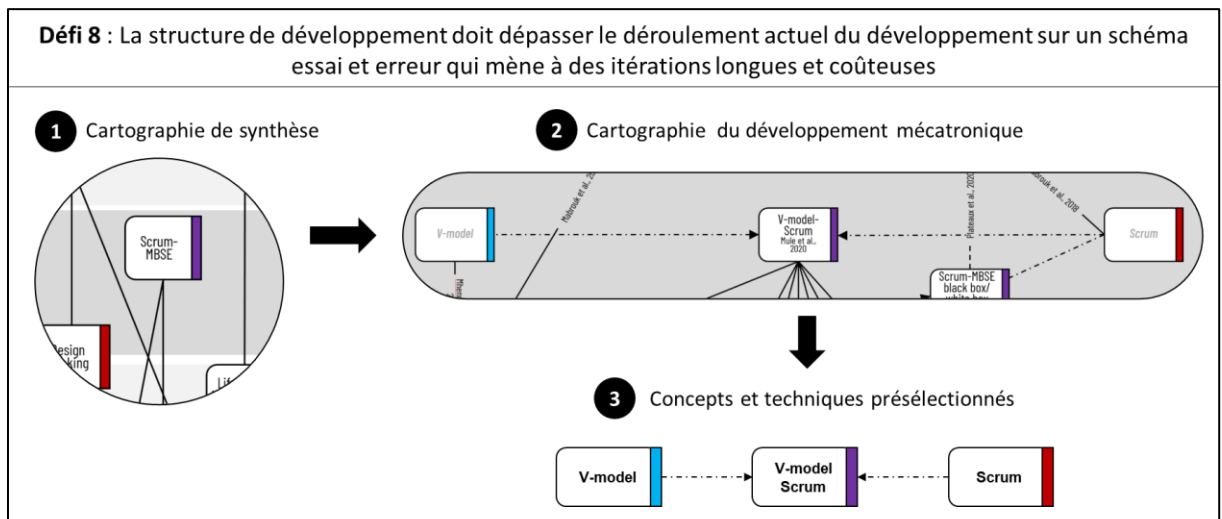 Défi 8 : La structure de développement doit dépasser le déroulement actuel du développement sur un schéma
essai et erreur qui mène à des itérations longues et coûteuses
1 Cartographie de synthèse
Scrum-
MBSE
2 Cartographie du développement mécatronique
V-model
V-model-
Scrum
Mule et al.,
2020
Plateaux et al., 2020
Scrum
Scrum-MBSE
black box/
3 Concepts et techniques présélectionnés
V-model
V-model
Scrum
Scrum